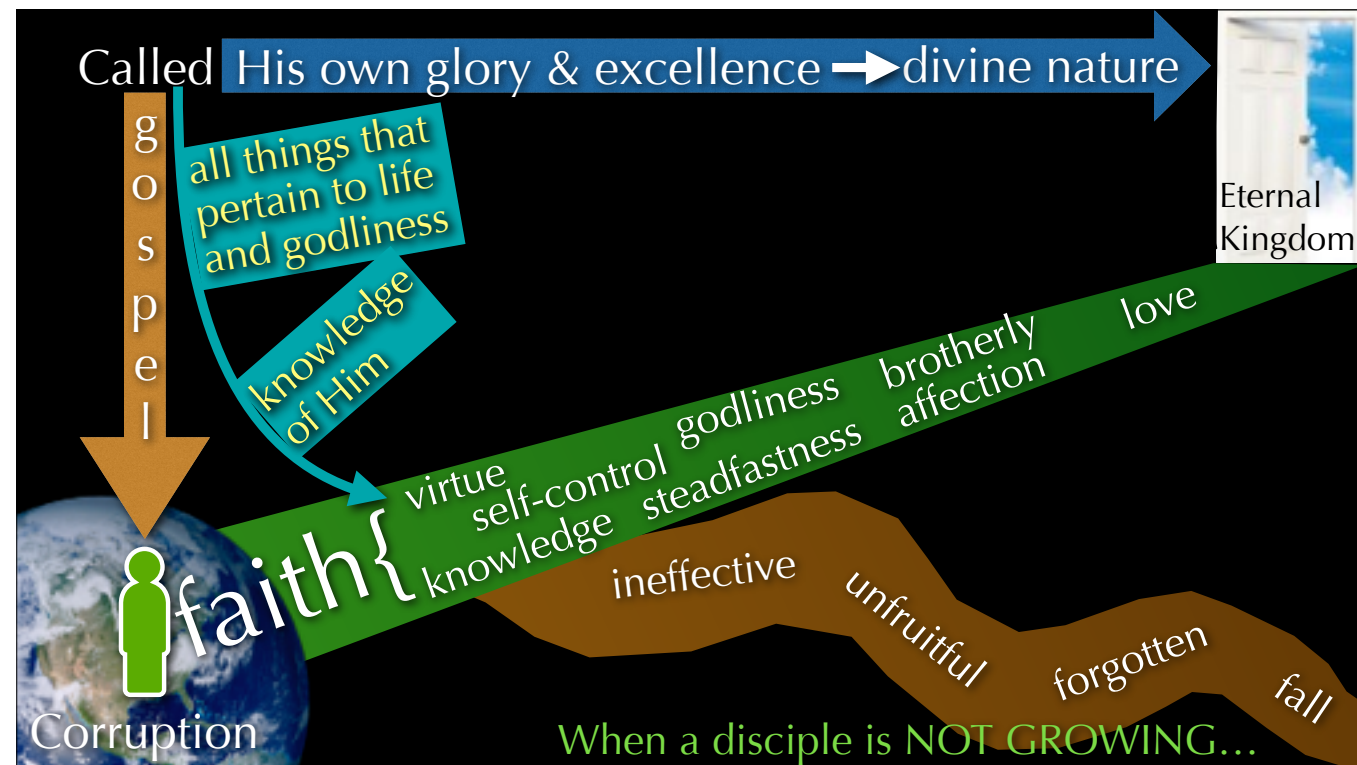 Called His own glory & excellence divine nature
gospel
all things that
pertain to life
and godliness
knowledge
of Him
Eternal
Kingdom
faith{
virtue
self-control
knowledge
godliness
steadfastness
brotherly
affection
love
ineffective
unfruitful
forgotten
fall
Corruption
When a disciple is NOT GROWING…